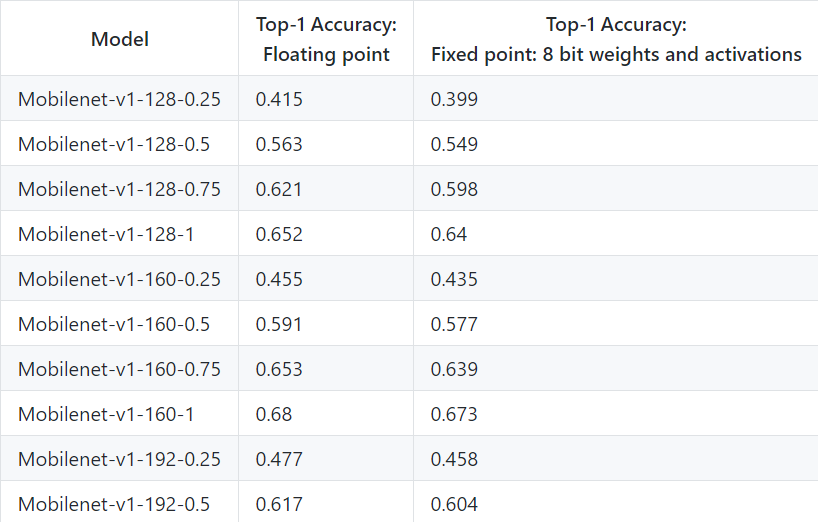 Model Top-1 Accuracy: Floating point Top-1 Accuracy: Fixed point: 8 bit weights and activations
Mobilenet-v1-128-0.25 0.415 0.399
Mobilenet-v1-128-0.5 0.563 0.549
Mobilenet-v1-128-0.75 0.621 0.598
Mobilenet-v1-128-1 0.652 0.64
Mobilenet-v1-160-0.25 0.455 0.435
Mobilenet-v1-160-0.5 0.591 0.577
Mobilenet-v1-160-0.75 0.653 0.639
Mobilenet-v1-160-1 0.68 0.673
Mobilenet-v1-192-0.25 0.477 0.458
Mobilenet-v1-192-0.5 0.617 0.604